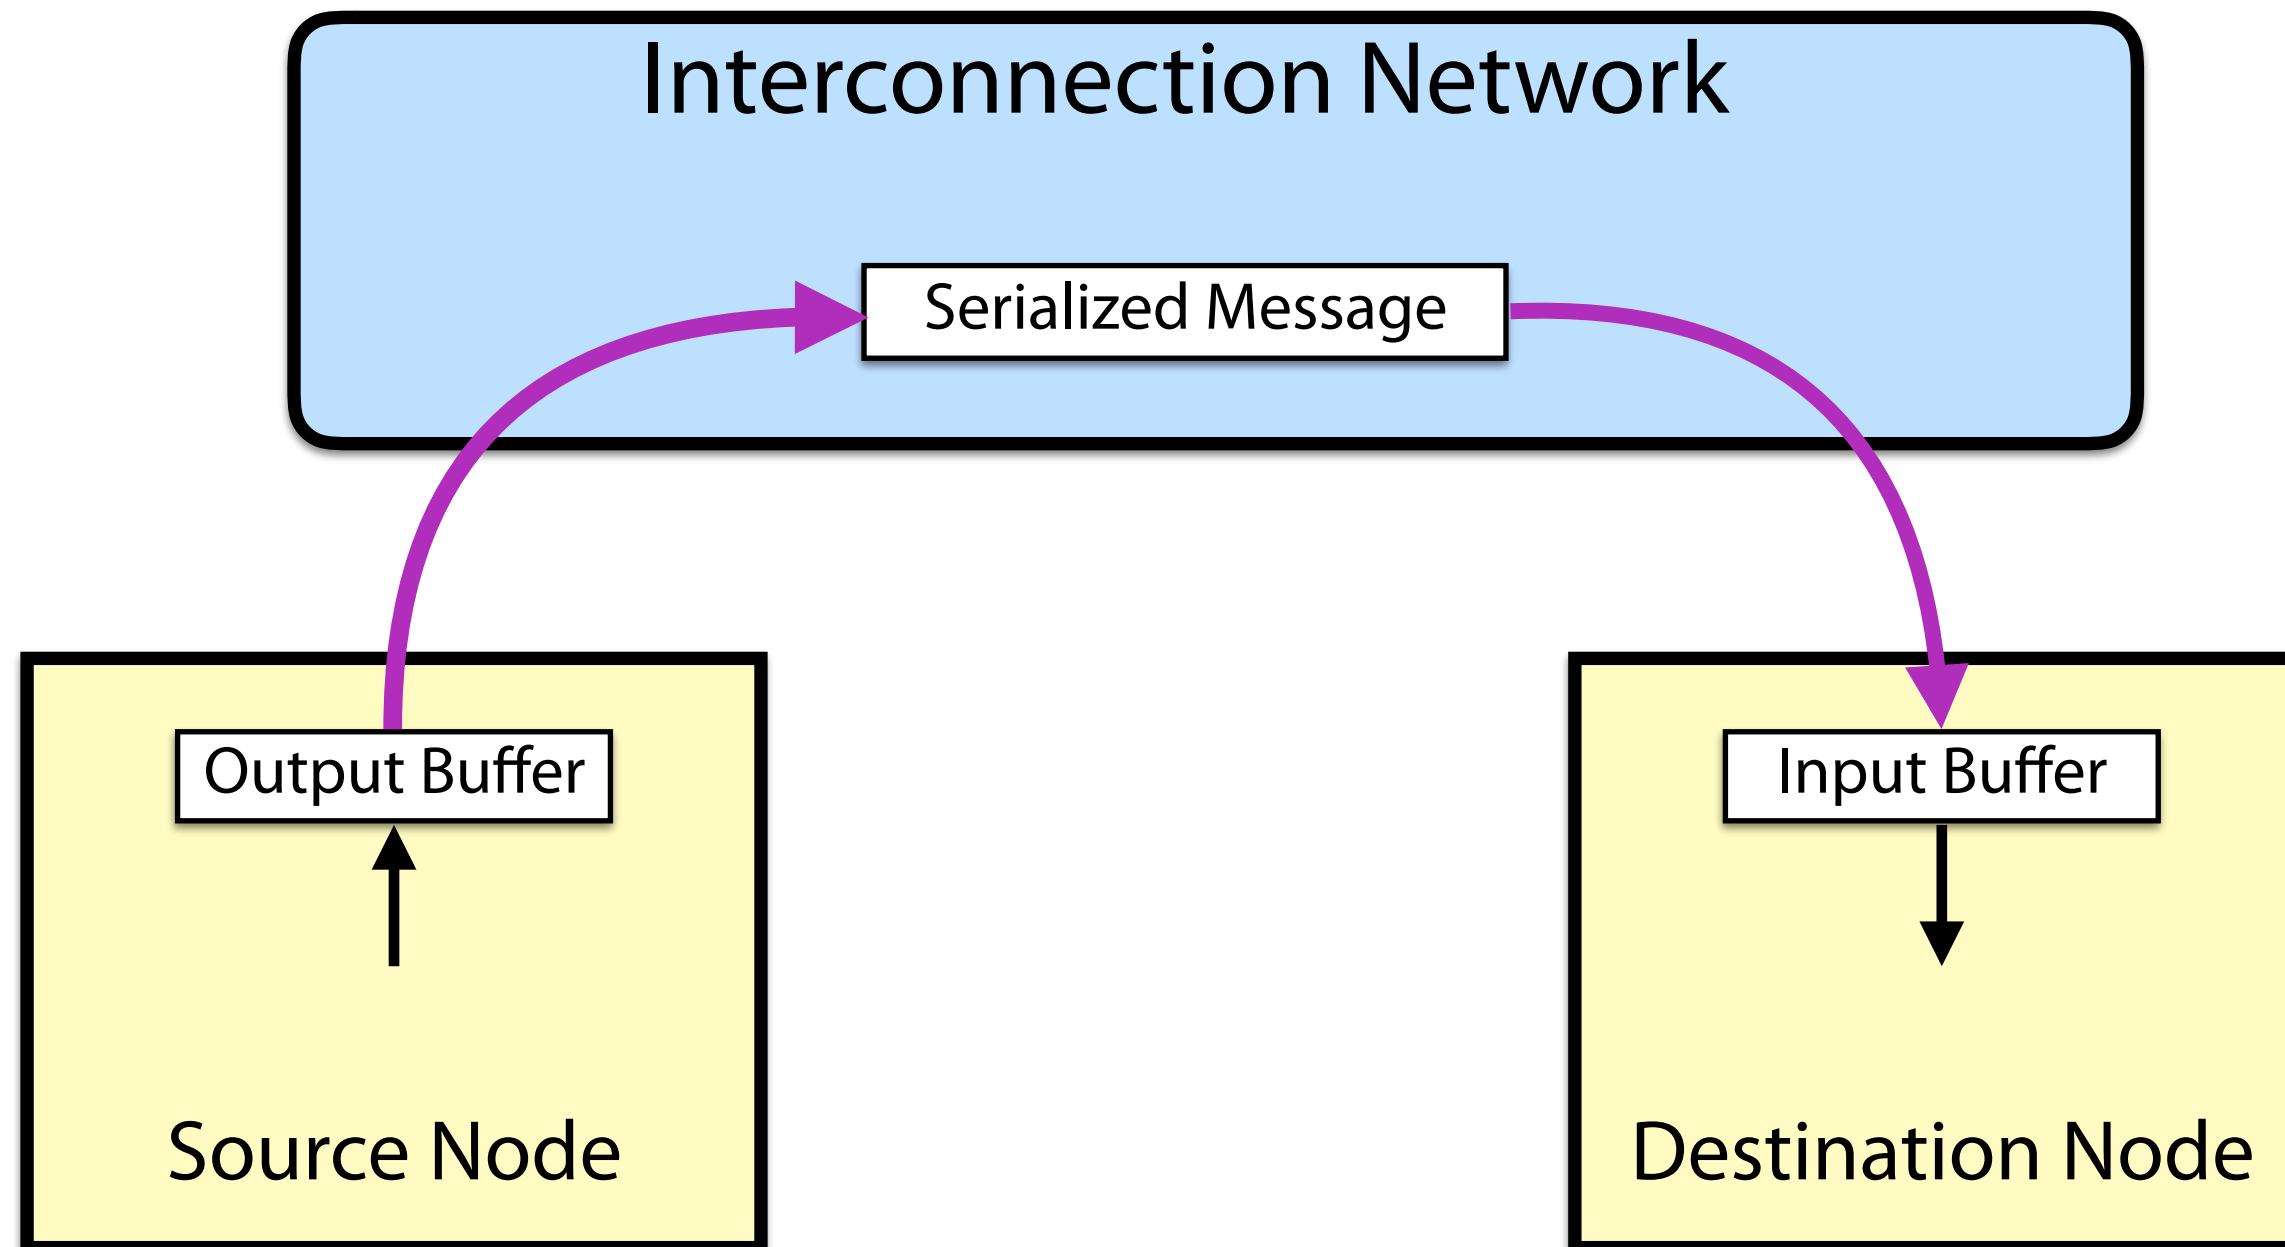 Interconnection Network
Serialized Message
Output Buffer
Input Buffer
Source Node
Destination Node